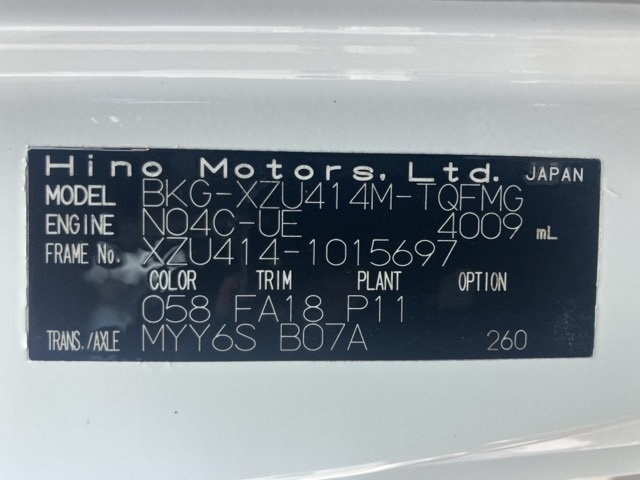 Hino Motors, Ltd. JAPAN
MODEL BKG-XZU414M-TQFMG
ENGINE N04C-UE 4009 mL
FRAME No. XZU414-1015697
COLOR TRIM PLANT OPTION
058 FA18 P11
TRANS./AXLE MYY6S B07A 260